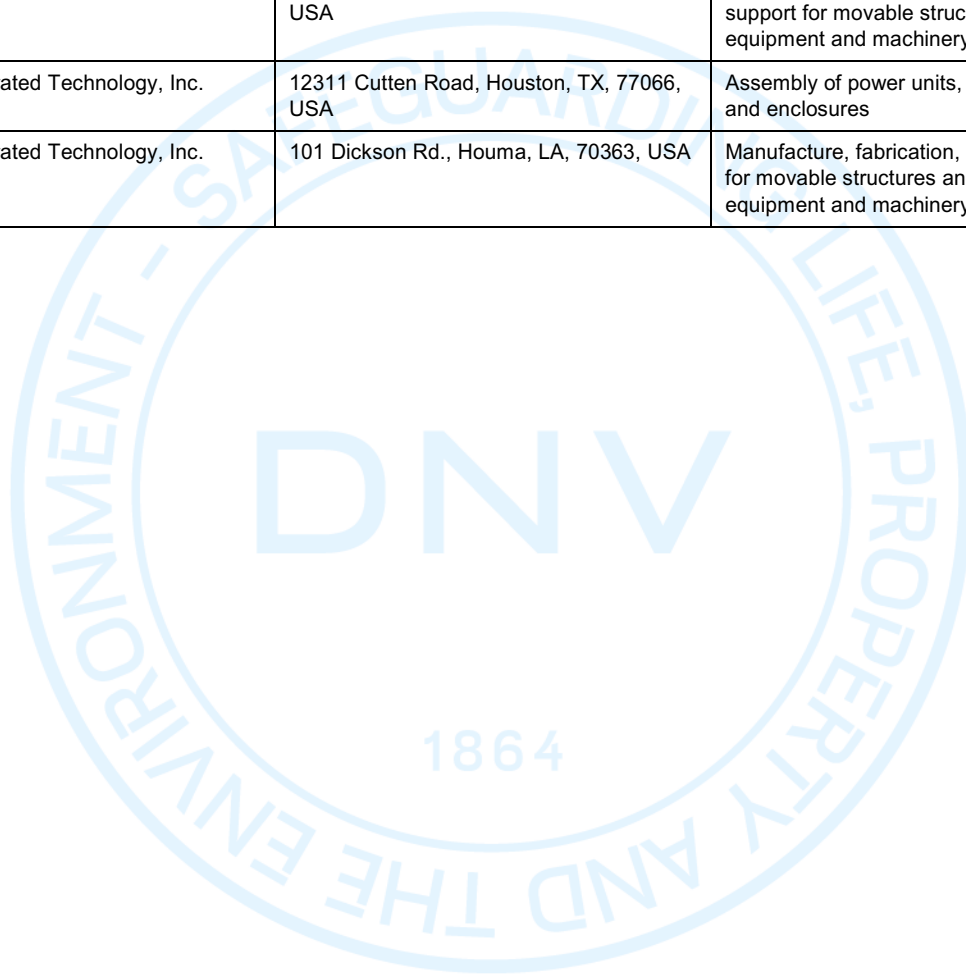 USA
support for movable struc
equipment and machinery
ated Technology, Inc.
12311 Cutten Road, Houston, TX, 77066,
USA
Assembly of power units,
and enclosures
ated Technology, Inc.
101 Dickson Rd., Houma, LA, 70363, USA
Manufacture, fabrication,
for movable structures an
equipment and machinery
SAFEGUARDING LIFE, PROPERTY AND THE ENVIRONMENT -
DNV
1864